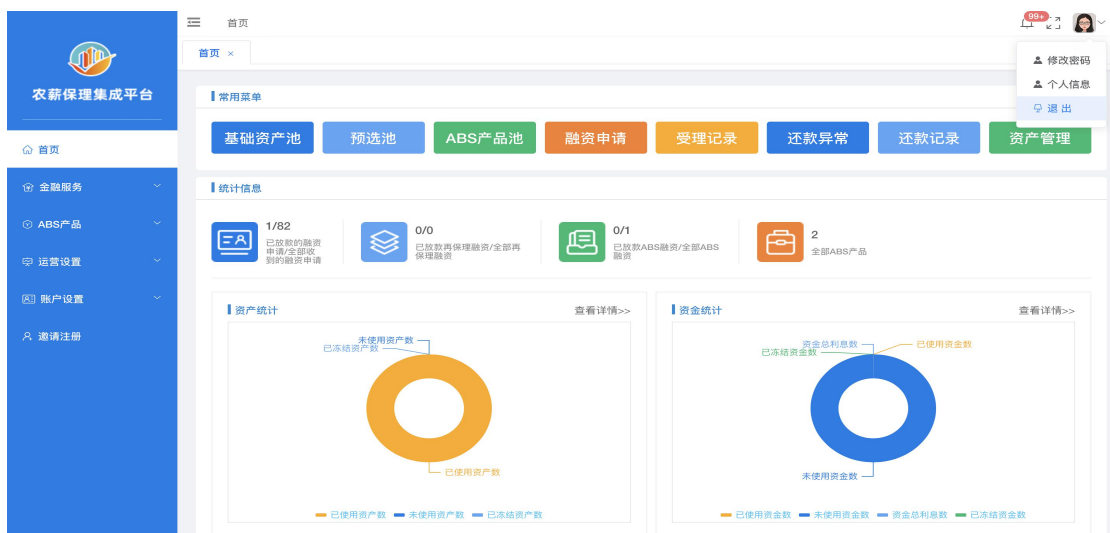 首页
99+
首页 ×
修改密码
个人信息
退出
农薪保理集成平台
首页
金融服务
ABS产品
运营设置
账户设置
邀请注册
常用菜单
基础资产池 预选池 ABS产品池 融资申请 受理记录 还款异常 还款记录 资产管理
统计信息
1/82
已放款的融资
申请/全部收
到的融资申请
0/0
已放款再保理融资/全部再
保理融资
0/1
已放款ABS融资/全部ABS
融资
2
全部ABS产品
资产统计 查看详情>>
未使用资产数
已冻结资产数
已使用资产数
已使用资产数 未使用资产数 已冻结资产数
资金统计 查看详情>>
资金总利息数 已使用资金数
已冻结资金数
未使用资金数
已使用资金数 未使用资金数 资金总利息数 已冻结资金数